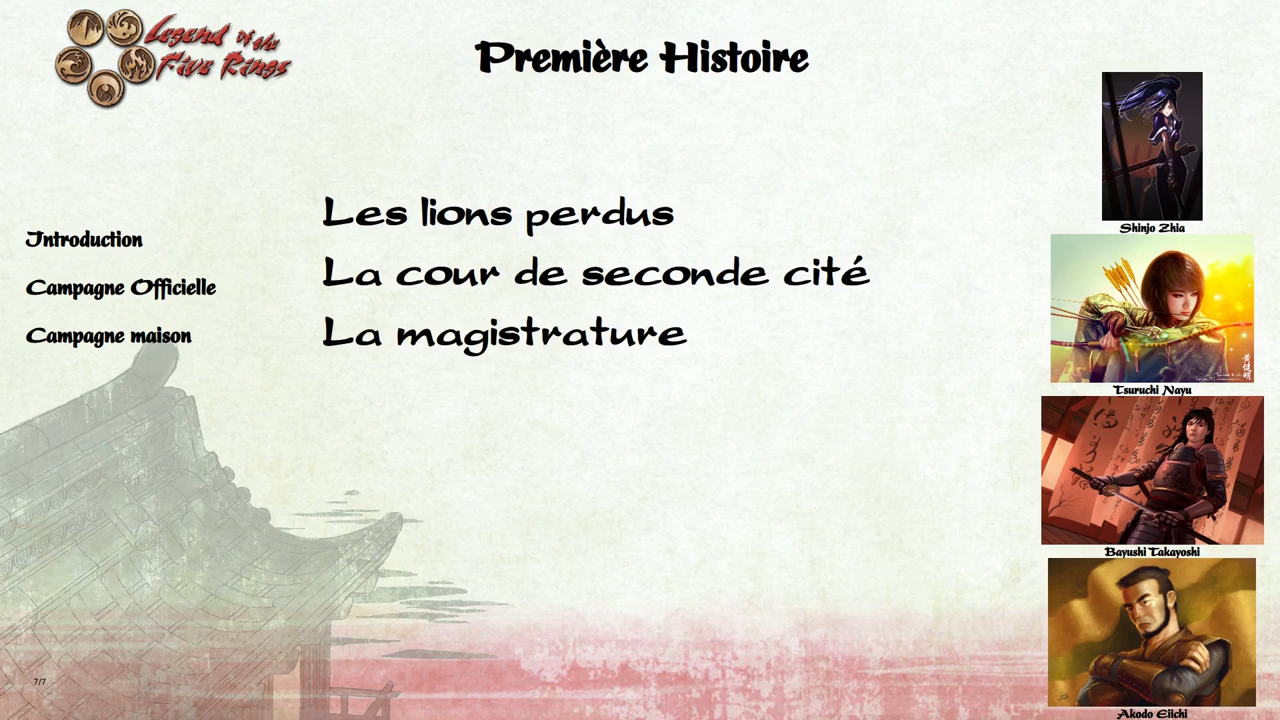 Legend of the
Five Rings
Première Histoire
Introduction
Campagne Officielle
Campagne maison
Les lions perdus
La cour de seconde cité
La magistrature
Shinjo Zhia
Tsuruchi Nayu
Bayushi Takayoshi
Akodo Eiichi
7/7